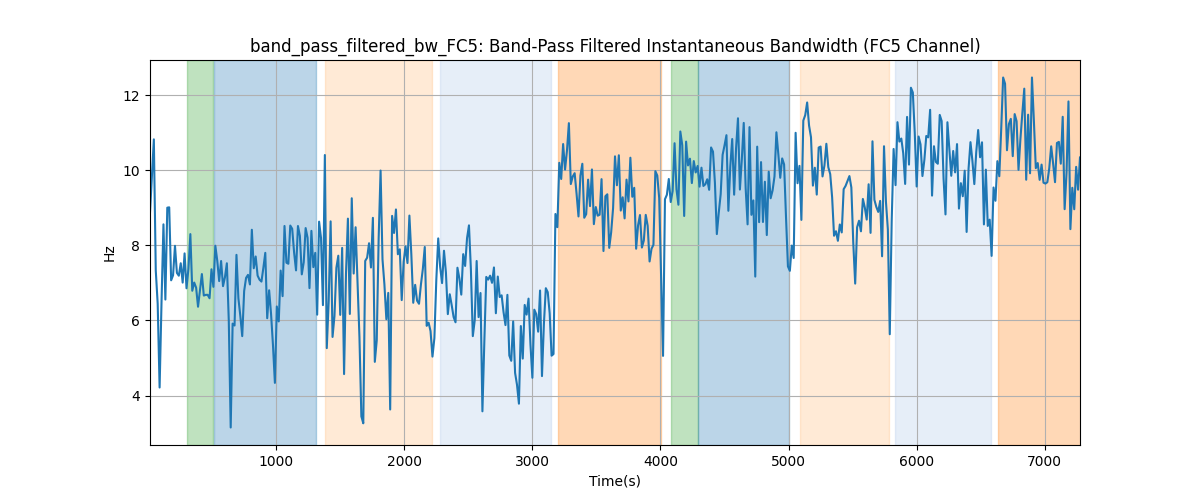 band_pass_filtered_bw_FC5: Band-Pass Filtered Instantaneous Bandwidth (FC5 Channel)
12
10
8
6
4
Hz
1000 2000 3000 4000 5000 6000 7000
Time(s)